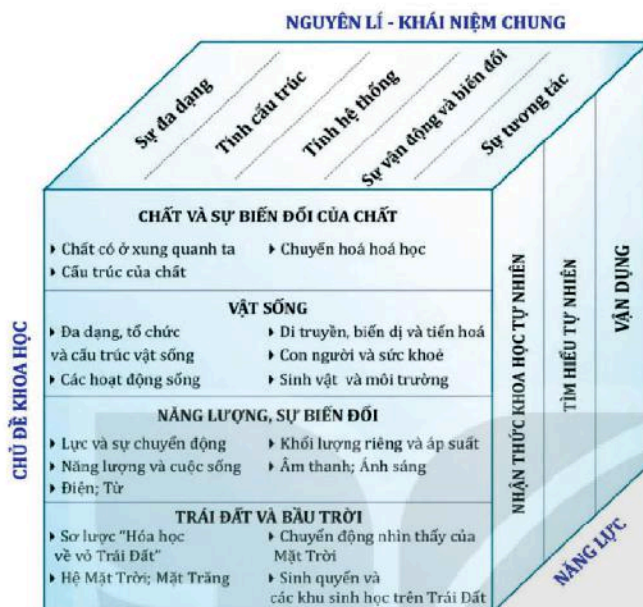 NGUYÊN LÍ - KHÁI NIỆM CHUNG
Sự đa dạng
Tính cấu trúc
Tính hệ thống
Sự vận động và biến đổi
Sự tương tác
CHỦ ĐỀ KHOA HỌC
CHẤT VÀ SỰ BIẾN ĐỔI CỦA CHẤT
▸ Chất có ở xung quanh ta
▸ Cấu trúc của chất
▸ Chuyển hoá hoá học
VẬT SỐNG
▸ Đa dạng, tổ chức
và cấu trúc vật sống
▸ Các hoạt động sống
▸ Di truyền, biến dị và tiến hoá
▸ Con người và sức khoẻ
▸ Sinh vật và môi trường
NĂNG LƯỢNG, SỰ BIẾN ĐỔI
▸ Lực và sự chuyển động
▸ Năng lượng và cuộc sống
▸ Điện; Từ
▸ Khối lượng riêng và áp suất
▸ Âm thanh; Ánh sáng
TRÁI ĐẤT VÀ BẦU TRỜI
▸ Sơ lược "Hóa học
về vỏ Trái Đất"
▸ Hệ Mặt Trời; Mặt Trăng
▸ Chuyển động nhìn thấy của
Mặt Trời
▸ Sinh quyển và
các khu sinh học trên Trái Đất
NHẬN THỨC KHOA HỌC TỰ NHIÊN
TÌM HIỂU TỰ NHIÊN
VẬN DỤNG
NĂNG LỰC